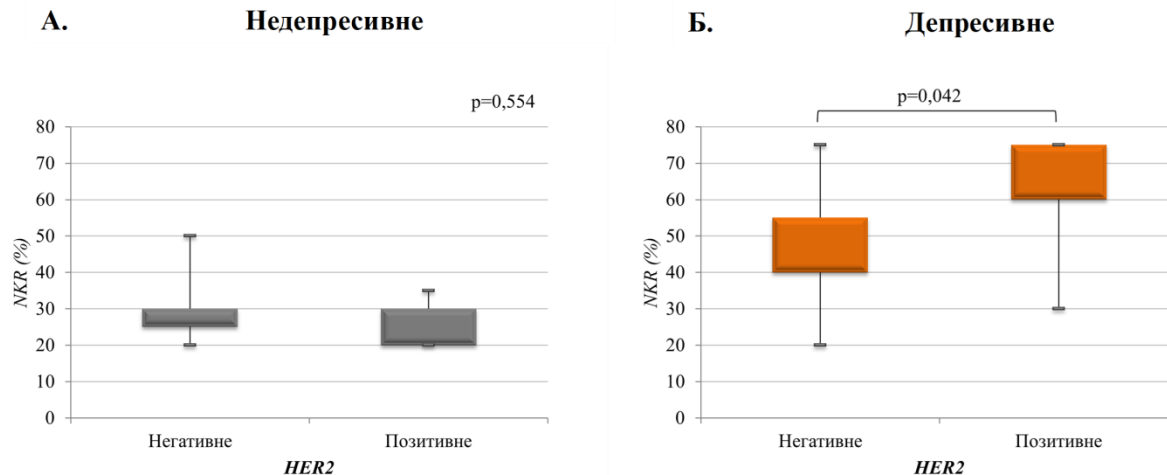 А.
Недепресивне
p=0,554
80
70
60
50
40
30
20
10
0
NKR (%)
Негативне
Позитивне
HER2
Б.
Депресивне
p=0,042
80
70
60
50
40
30
20
10
0
NKR (%)
Негативне
Позитивне
HER2